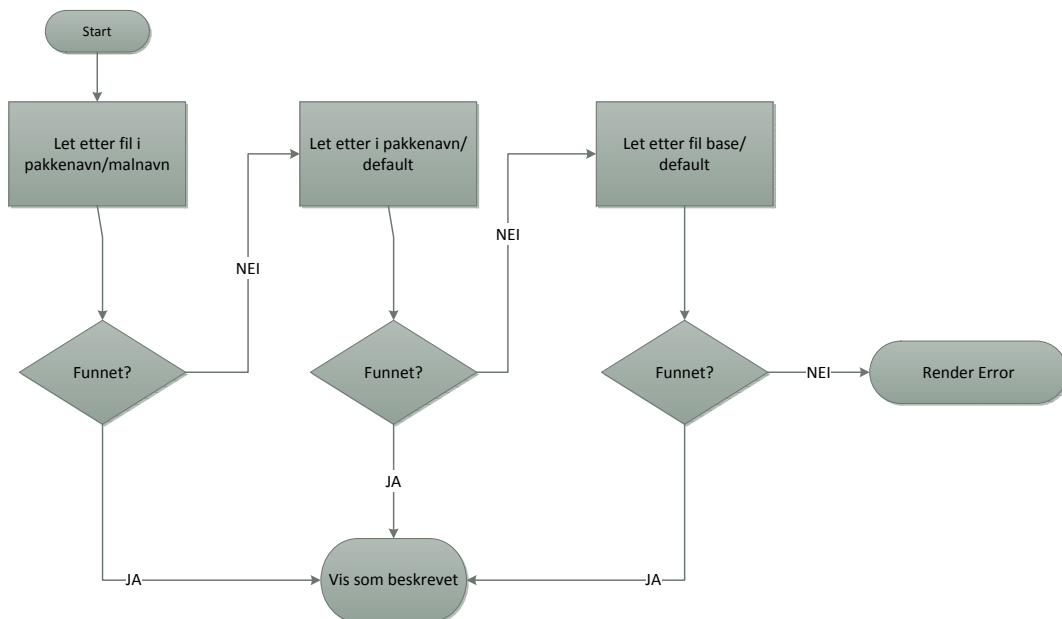 Start
Let etter fil i
pakkenavn/malnavn
Let etter i pakkenavn/
default
Let etter fil base/
default
NEI
NEI
Funnet?
Funnet?
Funnet?
NEI
Render Error
JA
JA
Vis som beskrevet
JA